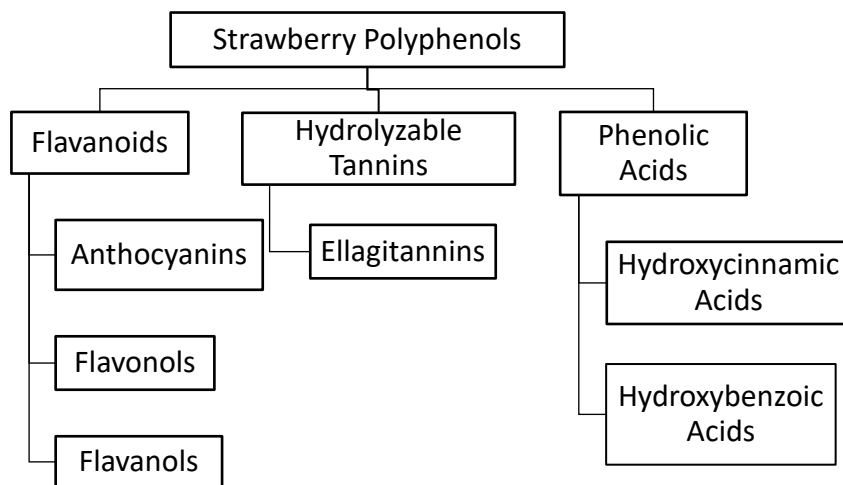 Strawberry Polyphenols
Flavanoids
Hydrolyzable
Tannins
Phenolic
Acids
Anthocyanins
Ellagitannins
Hydroxycinnamic
Acids
Flavonols
Hydroxybenzoic
Acids
Flavanols